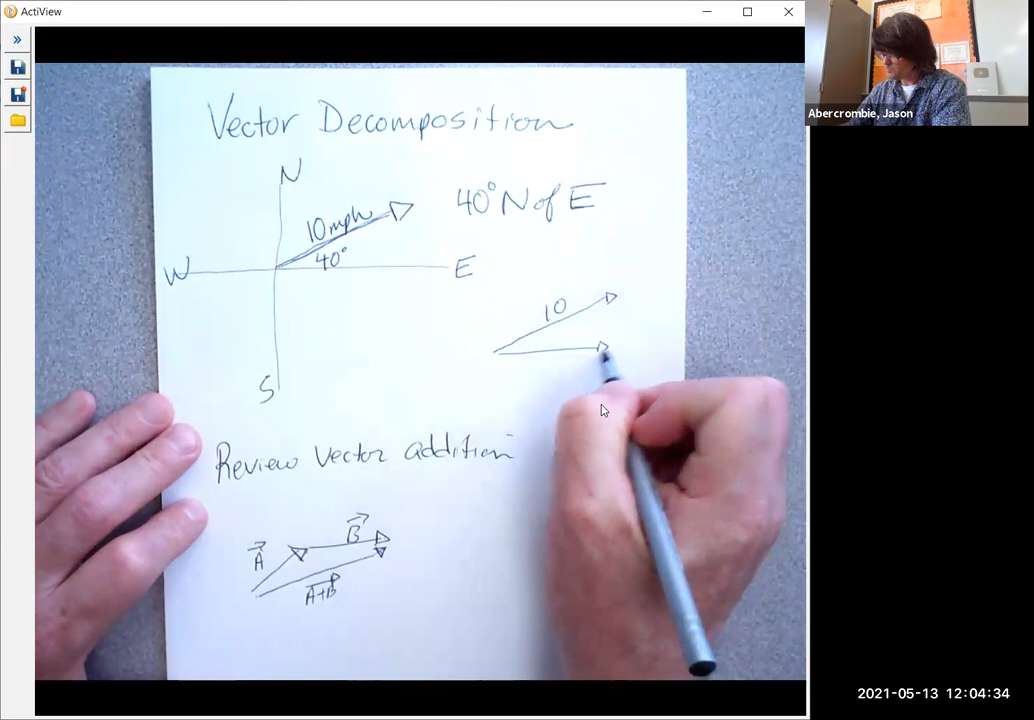 ActiView
»
Vector Decomposition
N
10mph
40° N of E
40°
W
E
10
S
Review Vector addition
A
B
A+B
Abercrombie, Jason
2021-05-13 12:04:34